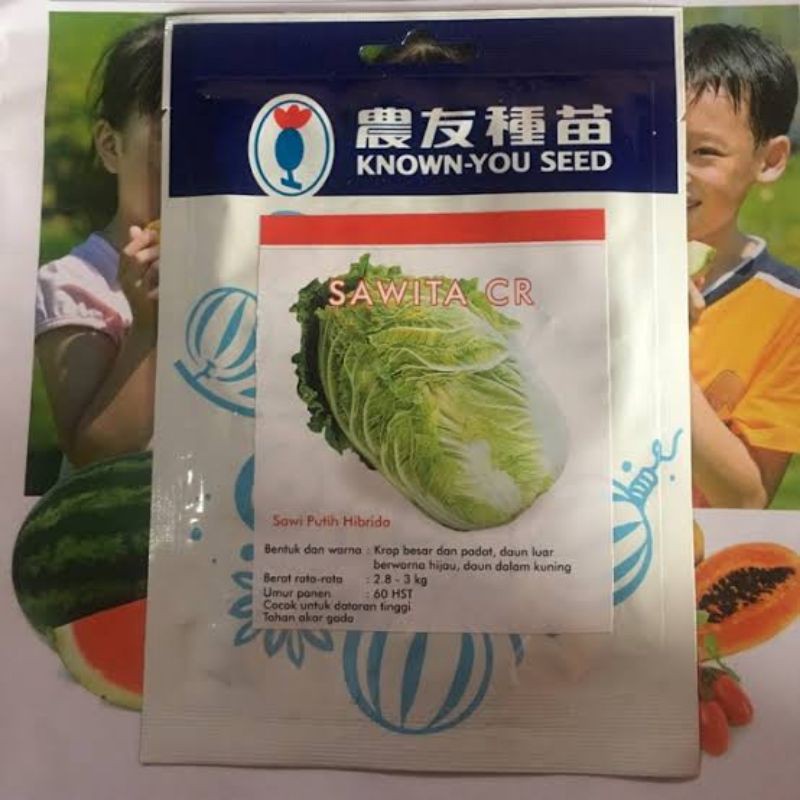 農友種苗
KNOWN-YOU SEED
SAWITA CR
Sawi Putih Hibrida
Bentuk dan warna : Krop besar dan padat, daun luar
berwarna hijau, daun dalam kuning
Berat rata-rata : 2.8 - 3 kg
Umur panen : 60 HST
Cocok untuk dataran tinggi
Tahan akar gada